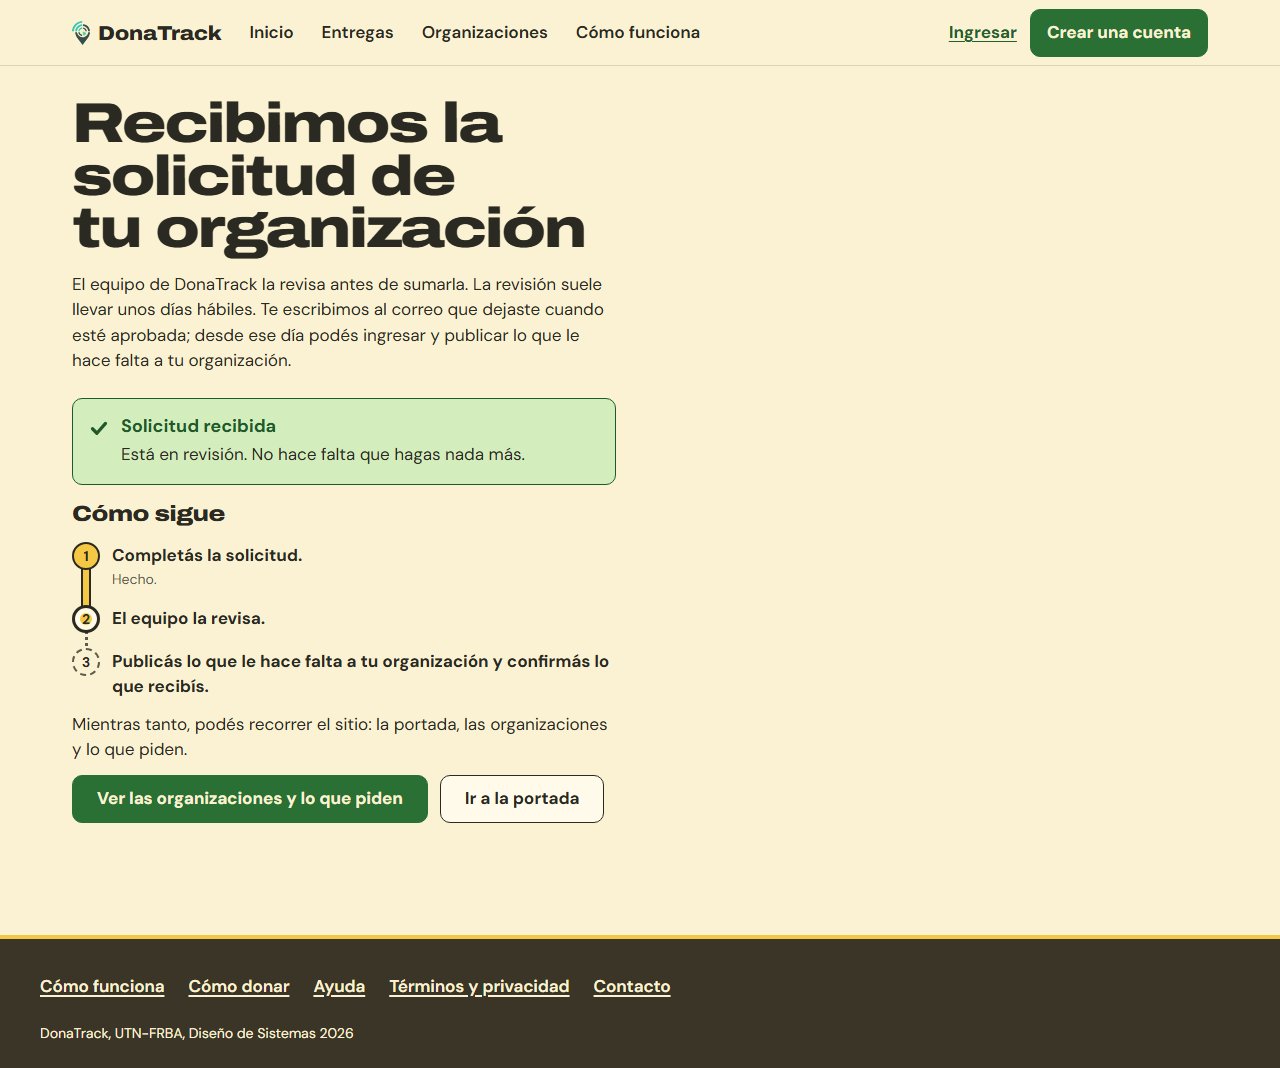 DonaTrack Inicio Entregas Organizaciones Cómo funciona Ingresar Crear una cuenta
Recibimos la
solicitud de
tu organización
El equipo de DonaTrack la revisa antes de sumarla. La revisión suele
llevar unos días hábiles. Te escribimos al correo que dejaste cuando
esté aprobada; desde ese día podés ingresar y publicar lo que le
hace falta a tu organización.
Solicitud recibida
Está en revisión. No hace falta que hagas nada más.
Cómo sigue
1 Completás la solicitud.
Hecho.
2 El equipo la revisa.
3 Publicás lo que le hace falta a tu organización y confirmás lo
que recibís.
Mientras tanto, podés recorrer el sitio: la portada, las organizaciones
y lo que piden.
Ver las organizaciones y lo que piden Ir a la portada
Cómo funciona Cómo donar Ayuda Términos y privacidad Contacto
DonaTrack, UTN-FRBA, Diseño de Sistemas 2026